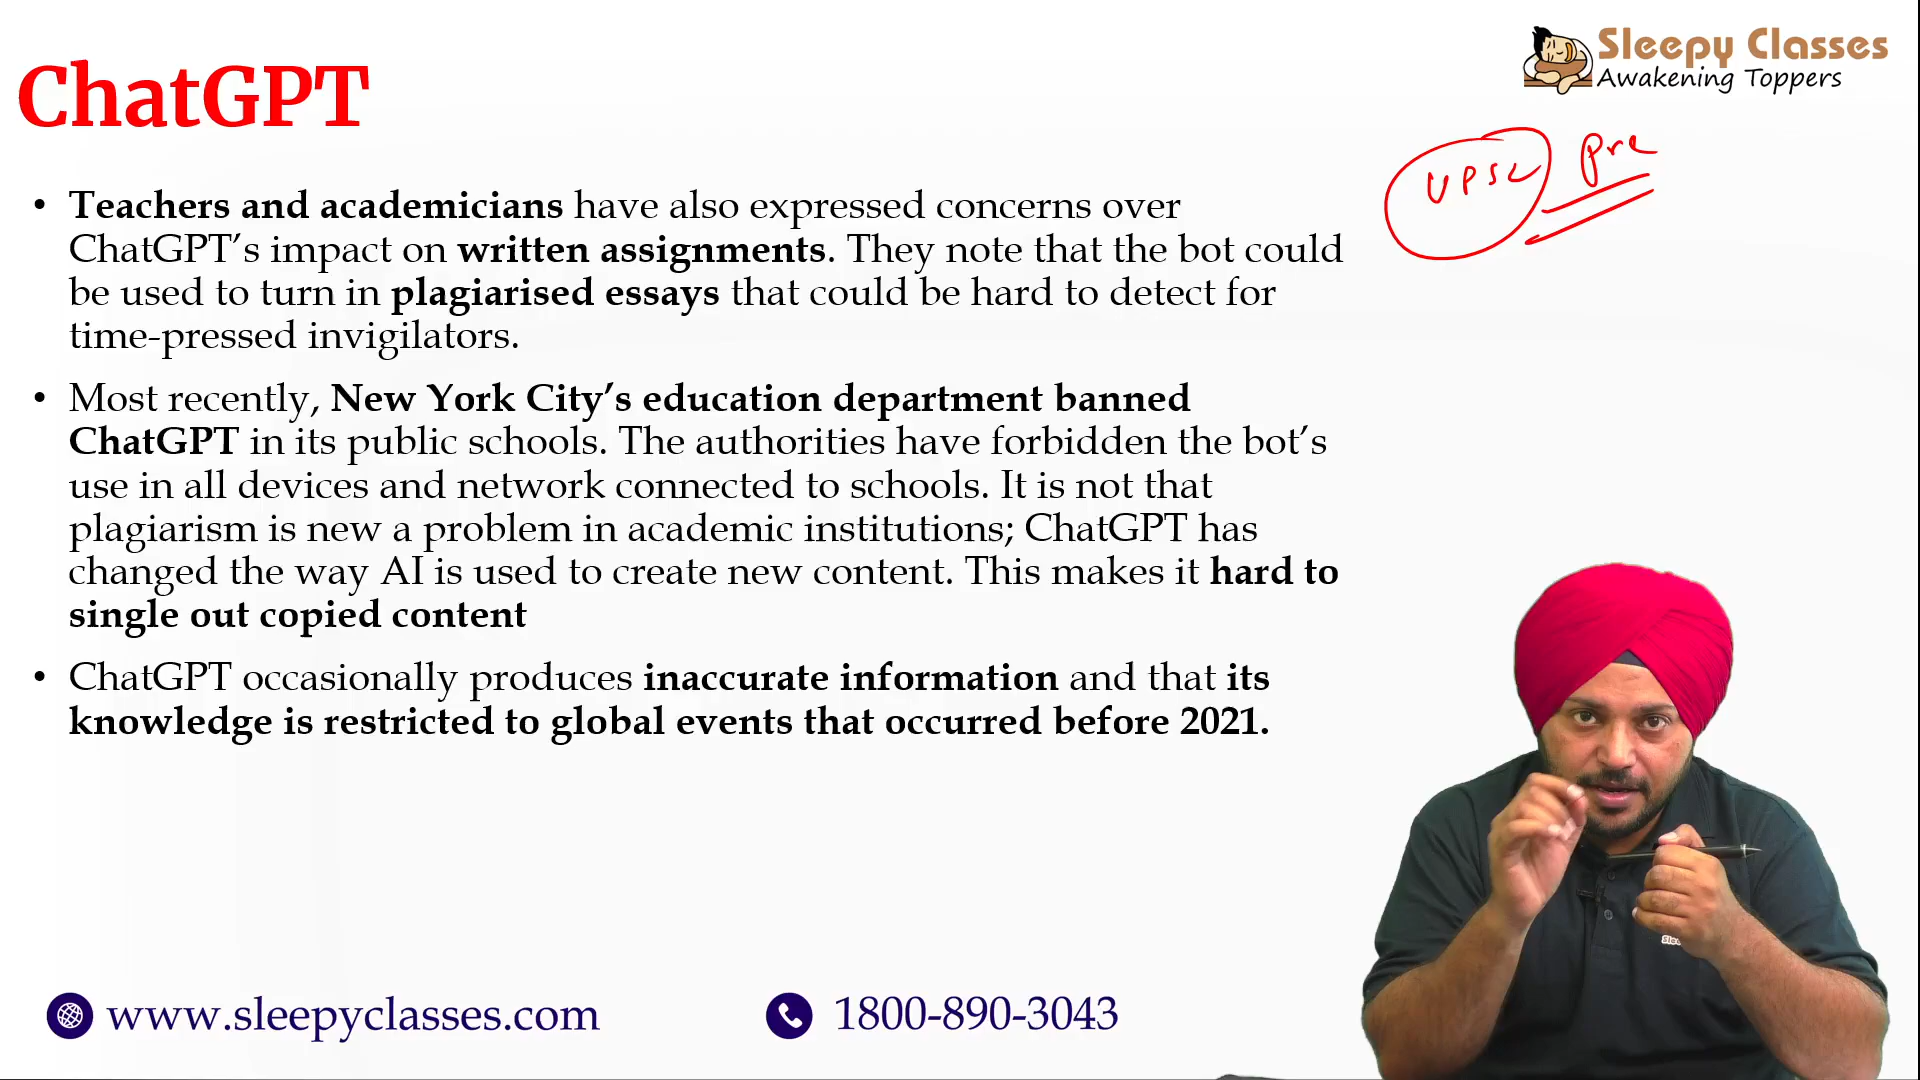 ChatGPT
Sleepy Classes
Awakening Toppers
UPSC Pre
• Teachers and academicians have also expressed concerns over
ChatGPT’s impact on written assignments. They note that the bot could
be used to turn in plagiarised essays that could be hard to detect for
time-pressed invigilators.
• Most recently, New York City’s education department banned
ChatGPT in its public schools. The authorities have forbidden the bot’s
use in all devices and network connected to schools. It is not that
plagiarism is new a problem in academic institutions; ChatGPT has
changed the way AI is used to create new content. This makes it hard to
single out copied content
• ChatGPT occasionally produces inaccurate information and that its
knowledge is restricted to global events that occurred before 2021.
www.sleepyclasses.com
1800-890-3043